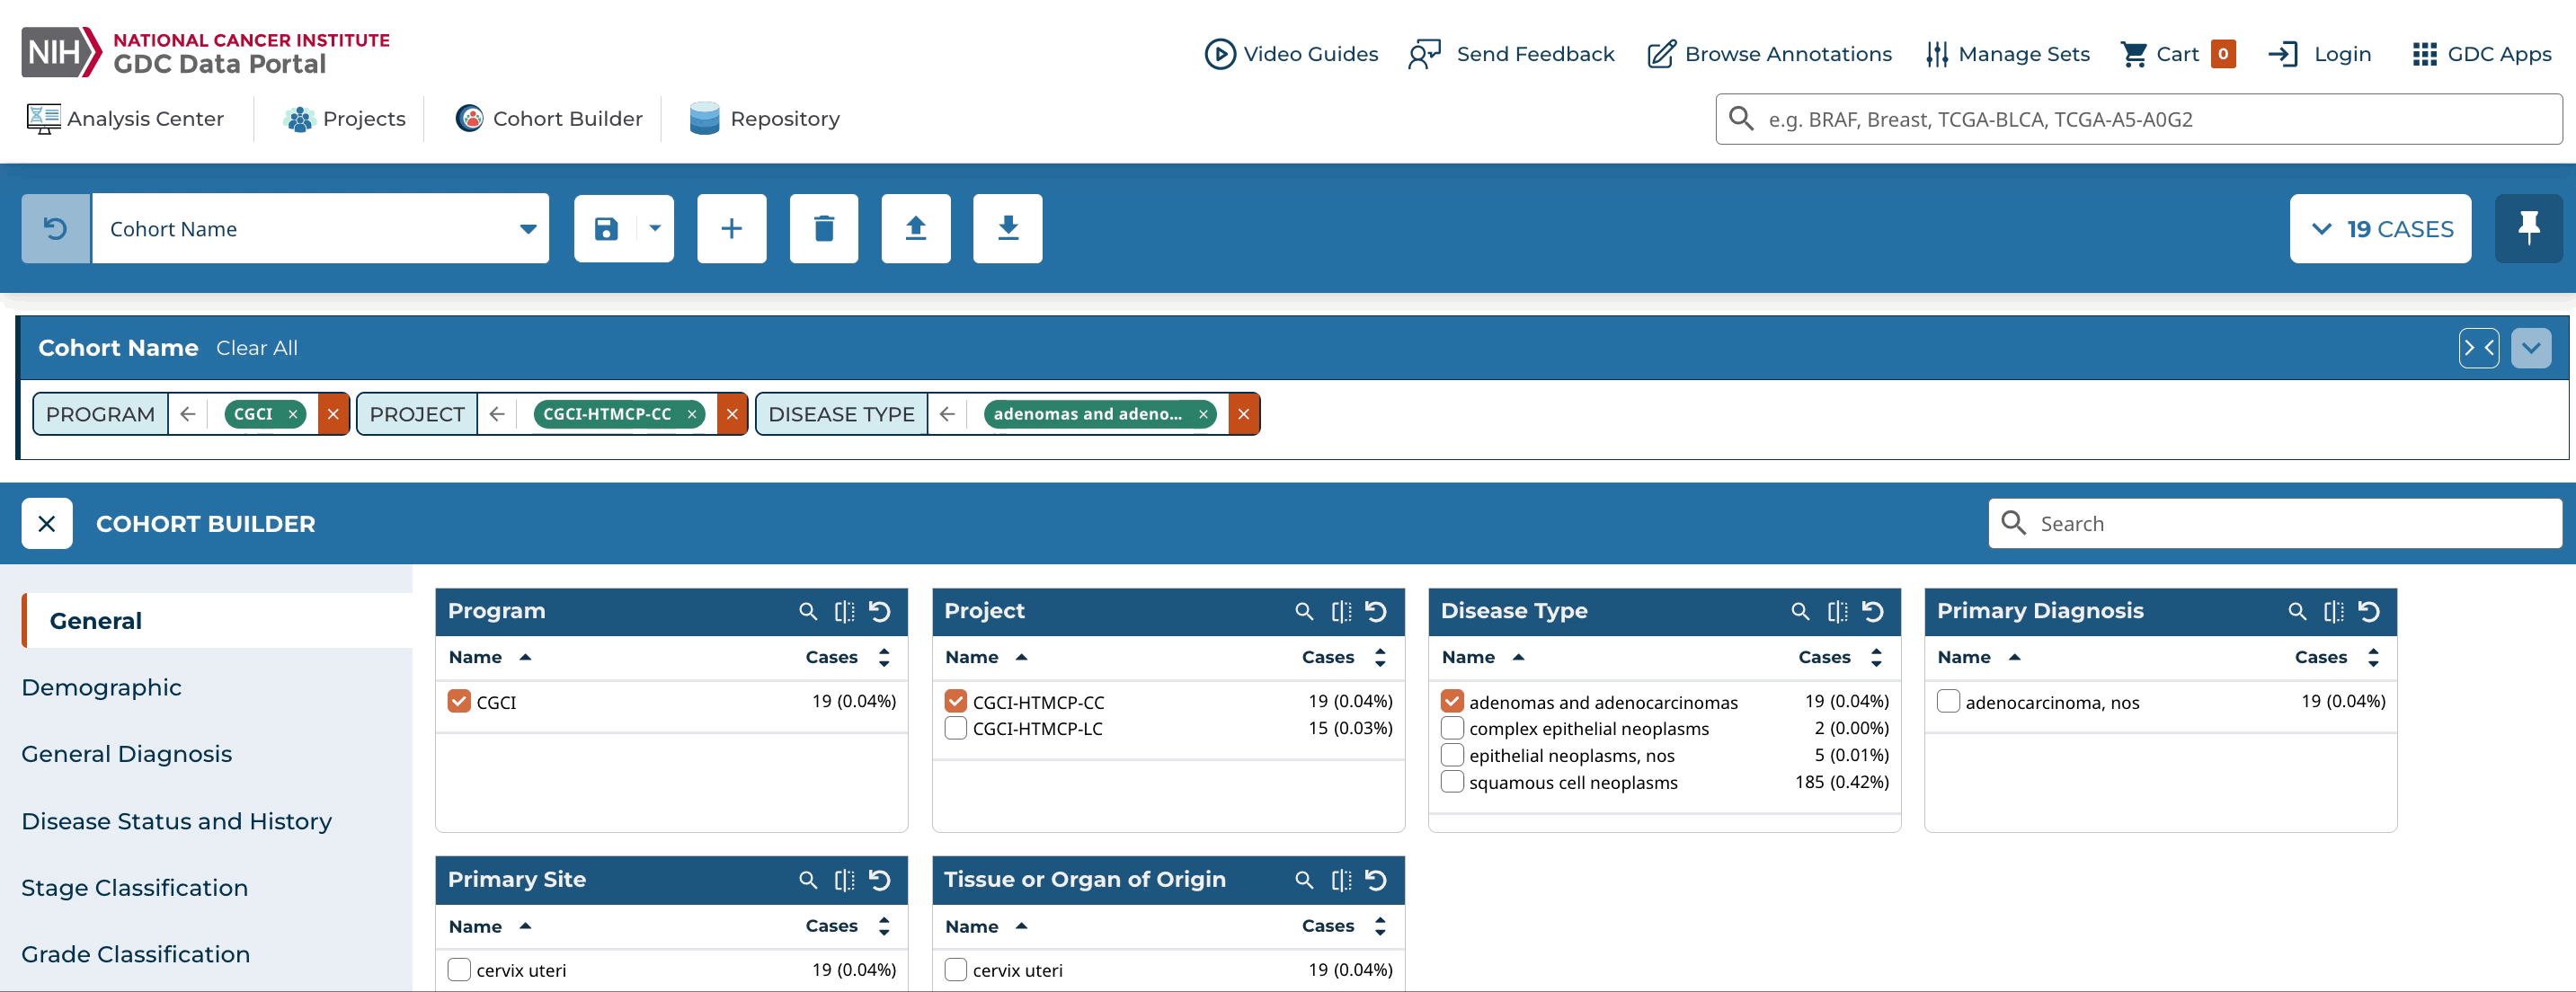 NIH NATIONAL CANCER INSTITUTE
GDC Data Portal
Video Guides Send Feedback Browse Annotations Manage Sets Cart 0 Login GDC Apps
Analysis Center Projects Cohort Builder Repository e.g. BRAF, Breast, TCGA-BLCA, TCGA-A5-A0G2
Cohort Name 19 CASES
Cohort Name Clear All
PROGRAM CGCI PROJECT CGCI-HTMCP-CC DISEASE TYPE adenomas and adeno...
COHORT BUILDER Search
General
Demographic
General Diagnosis
Disease Status and History
Stage Classification
Grade Classification
Program
Name Cases
CGCI 19 (0.04%)
Project
Name Cases
CGCI-HTMCP-CC 19 (0.04%)
CGCI-HTMCP-LC 15 (0.03%)
Disease Type
Name Cases
adenomas and adenocarcinomas 19 (0.04%)
complex epithelial neoplasms 2 (0.00%)
epithelial neoplasms, nos 5 (0.01%)
squamous cell neoplasms 185 (0.42%)
Primary Diagnosis
Name Cases
adenocarcinoma, nos 19 (0.04%)
Primary Site
Name Cases
cervix uteri 19 (0.04%)
Tissue or Organ of Origin
Name Cases
cervix uteri 19 (0.04%)